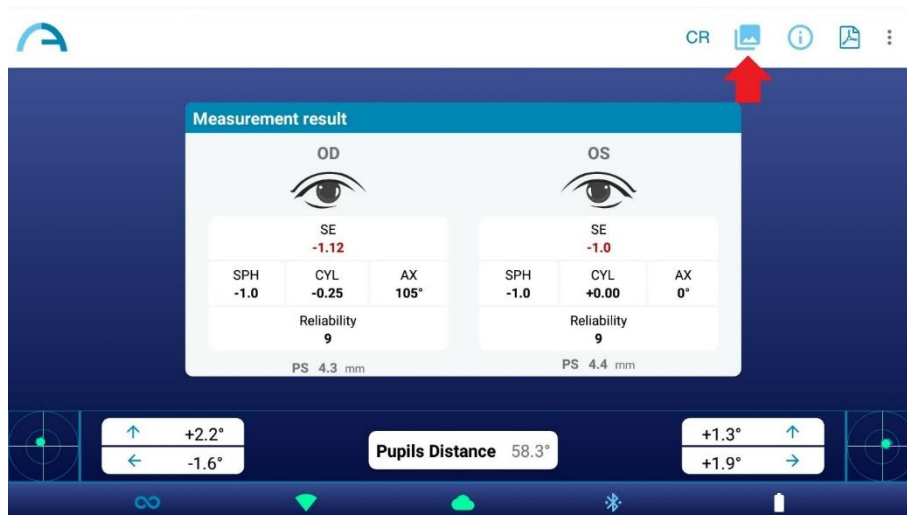 CR
Measurement result
OD OS
SE SE
-1.12 -1.0
SPH CYL AX SPH CYL AX
-1.0 -0.25 105° -1.0 +0.00 0°
Reliability Reliability
9 9
PS 4.3 mm PS 4.4 mm
+2.2° +1.3°
Pupils Distance 58.3°
-1.6° +1.9°